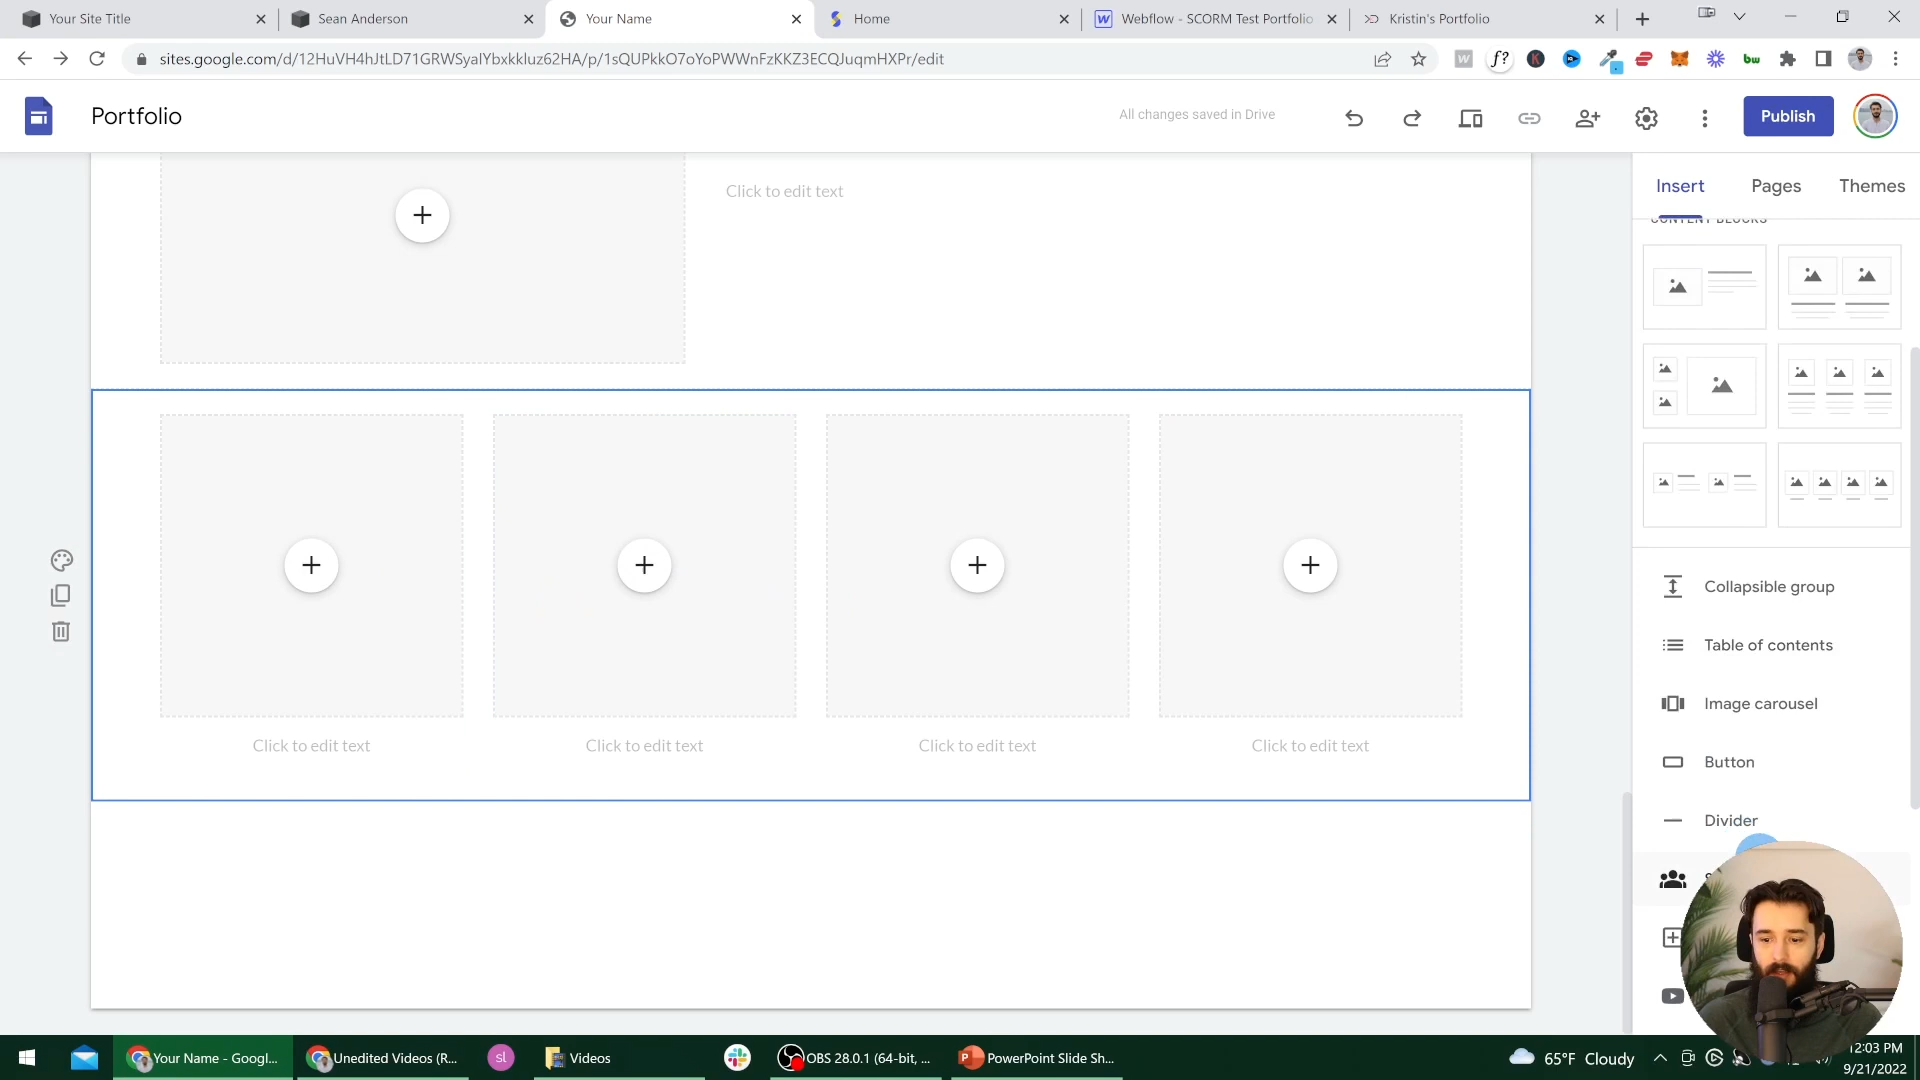 Your Site Title
Sean Anderson
Your Name
Home
Webflow - SCORM Test Portfolio
Kristin's Portfolio
sites.google.com/d/12HuVH4hJtLD71GRWSyaIYbxkkluz62HA/p/1sQUPkkO7oYoPWWnFzKKZ3ECQJuqmHXPr/edit
Portfolio
All changes saved in Drive
Publish
Insert
Pages
Themes
CONTENT BLOCKS
Click to edit text
Click to edit text
Click to edit text
Click to edit text
Click to edit text
Collapsible group
Table of contents
Image carousel
Button
Divider
Your Name - Googl...
Unedited Videos (R...
sl
Videos
OBS 28.0.1 (64-bit, ...
PowerPoint Slide Sh...
65°F Cloudy
12:03 PM
9/21/2022